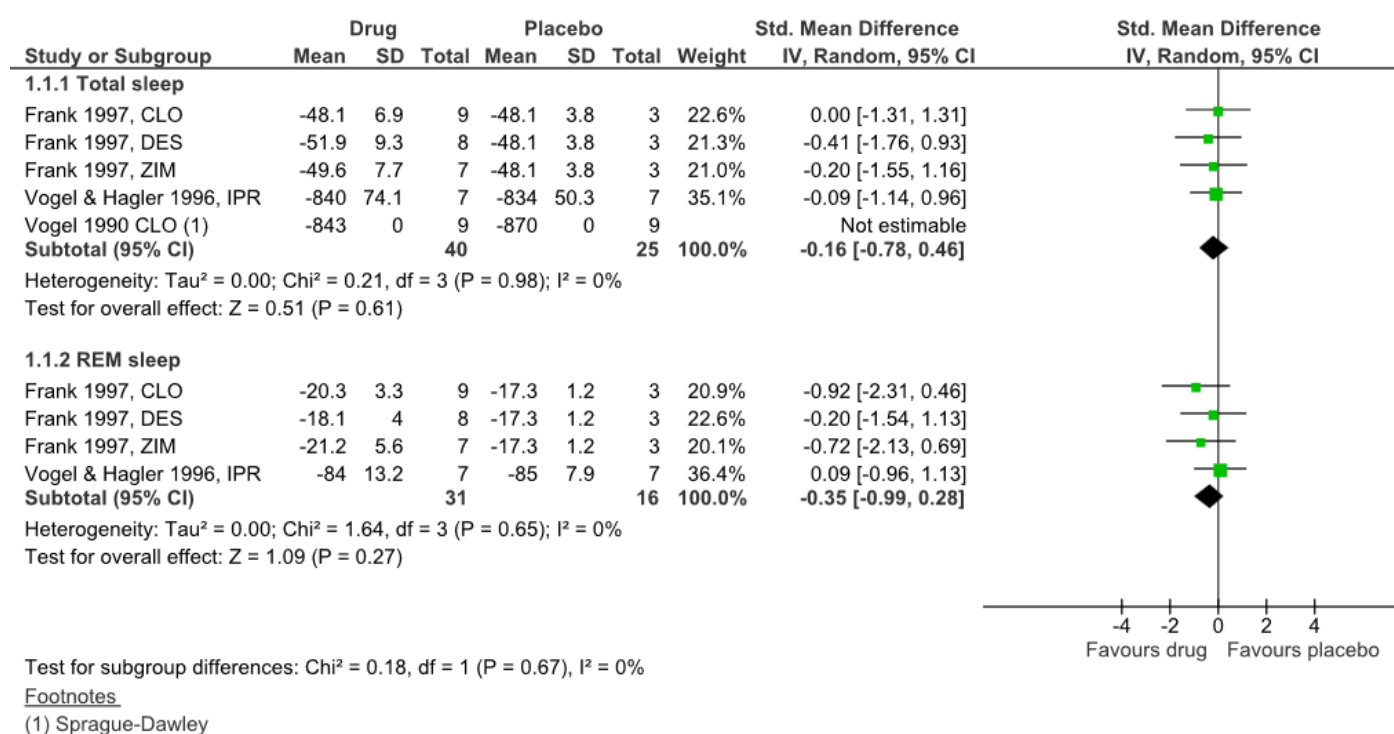 Drug Placebo Std. Mean Difference Std. Mean Difference
Study or Subgroup Mean SD Total Mean SD Total Weight IV, Random, 95% CI IV, Random, 95% CI
1.1.1 Total sleep
Frank 1997, CLO -48.1 6.9 9 -48.1 3.8 3 22.6% 0.00 [-1.31, 1.31]
Frank 1997, DES -51.9 9.3 8 -48.1 3.8 3 21.3% -0.41 [-1.76, 0.93]
Frank 1997, ZIM -49.6 7.7 7 -48.1 3.8 3 21.0% -0.20 [-1.55, 1.16]
Vogel & Hagler 1996, IPR -840 74.1 7 -834 50.3 7 35.1% -0.09 [-1.14, 0.96]
Vogel 1990 CLO (1) -843 0 9 -870 0 9 Not estimable
Subtotal (95% CI) 40 25 100.0% -0.16 [-0.78, 0.46]
Heterogeneity: Tau² = 0.00; Chi² = 0.21, df = 3 (P = 0.98); I² = 0%
Test for overall effect: Z = 0.51 (P = 0.61)
1.1.2 REM sleep
Frank 1997, CLO -20.3 3.3 9 -17.3 1.2 3 20.9% -0.92 [-2.31, 0.46]
Frank 1997, DES -18.1 4 8 -17.3 1.2 3 22.6% -0.20 [-1.54, 1.13]
Frank 1997, ZIM -21.2 5.6 7 -17.3 1.2 3 20.1% -0.72 [-2.13, 0.69]
Vogel & Hagler 1996, IPR -84 13.2 7 -85 7.9 7 36.4% 0.09 [-0.96, 1.13]
Subtotal (95% CI) 31 16 100.0% -0.35 [-0.99, 0.28]
Heterogeneity: Tau² = 0.00; Chi² = 1.64, df = 3 (P = 0.65); I² = 0%
Test for overall effect: Z = 1.09 (P = 0.27)
-4 -2 0 2 4
Favours drug Favours placebo
Test for subgroup differences: Chi² = 0.18, df = 1 (P = 0.67), I² = 0%
Footnotes
(1) Sprague-Dawley